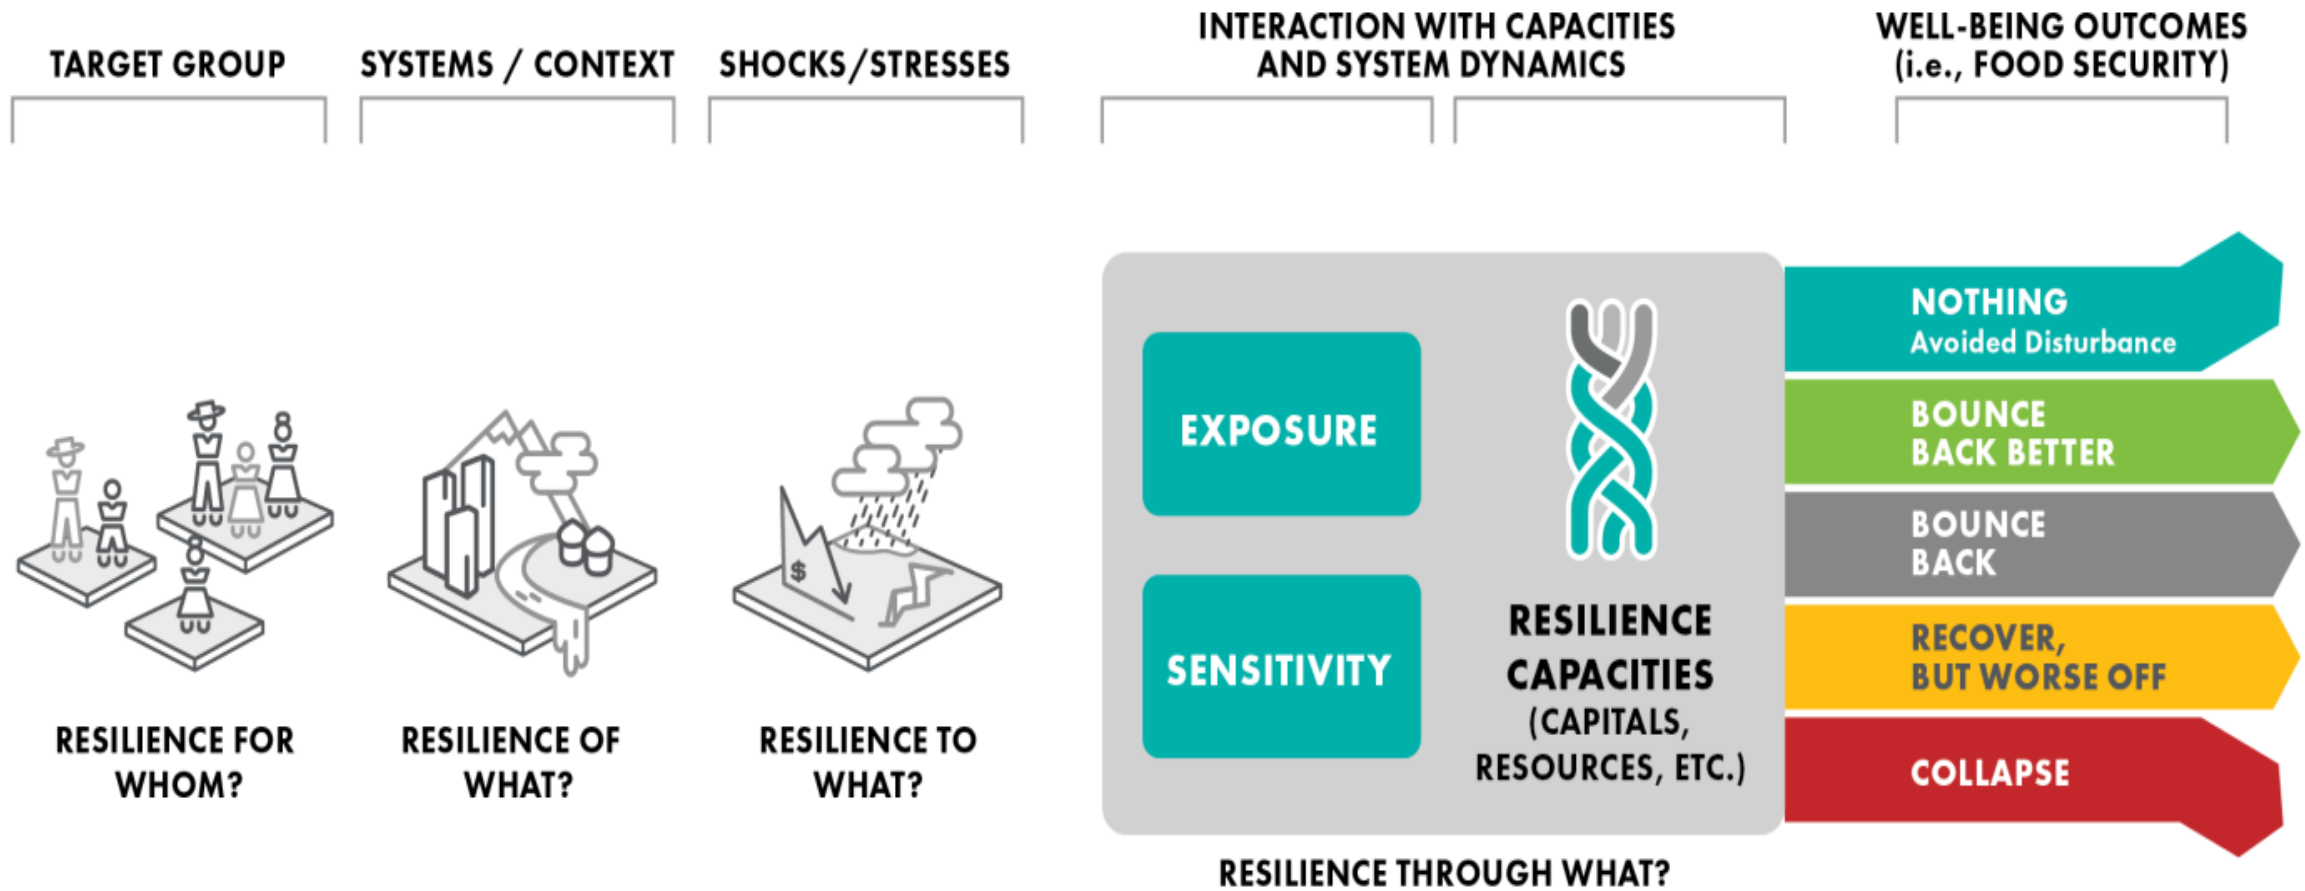 TARGET GROUP
SYSTEMS / CONTEXT
SHOCKS/STRESSES
INTERACTION WITH CAPACITIES
AND SYSTEM DYNAMICS
WELL-BEING OUTCOMES
(i.e., FOOD SECURITY)
$
RESILIENCE FOR
WHOM?
RESILIENCE OF
WHAT?
RESILIENCE TO
WHAT?
EXPOSURE
SENSITIVITY
RESILIENCE
CAPACITIES
(CAPITALS,
RESOURCES, ETC.)
RESILIENCE THROUGH WHAT?
NOTHING
Avoided Disturbance
BOUNCE
BACK BETTER
BOUNCE
BACK
RECOVER,
BUT WORSE OFF
COLLAPSE